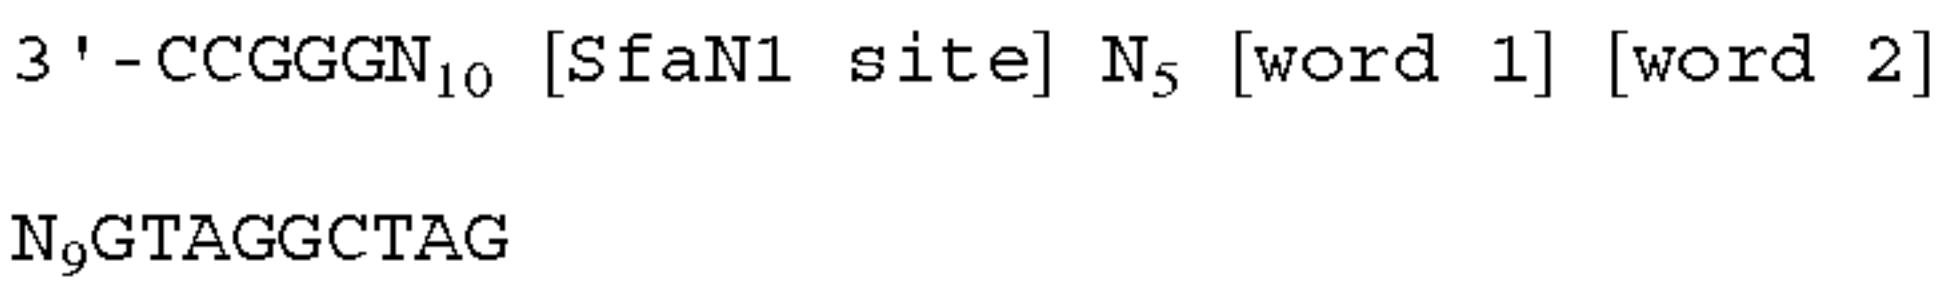 3'-CCGGGN₁₀ [SfaN1 site] N₅ [word 1] [word 2]
N₉GTAGGCTAG